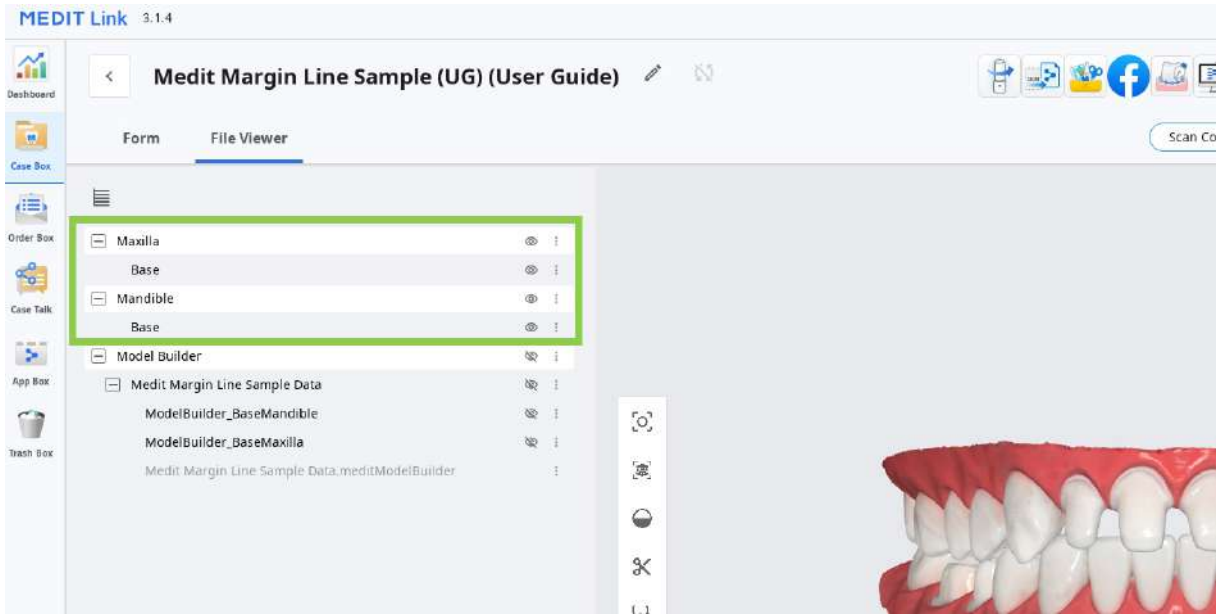 MEDIT Link 3.1.4
Dashboard
Case Box
Order Box
Case Talk
App Box
Trash Box
Medit Margin Line Sample (UG) (User Guide)
Form File Viewer
Scan Co
Maxilla
Base
Mandible
Base
Model Builder
Medit Margin Line Sample Data
ModelBuilder_BaseMandible
ModelBuilder_BaseMaxilla
Medit Margin Line Sample Data.meditModelBuilder